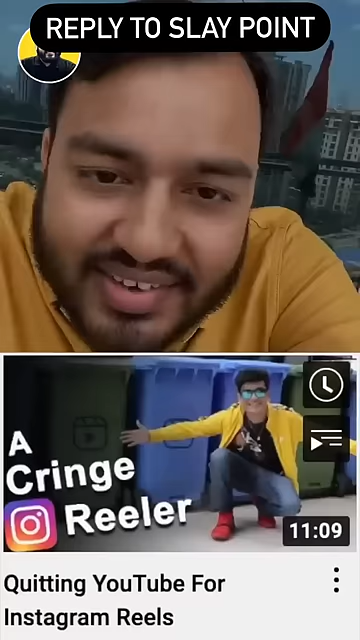 REPLY TO SLAY POINT
A
Cringe
Reeler
11:09
Quitting YouTube For
Instagram Reels